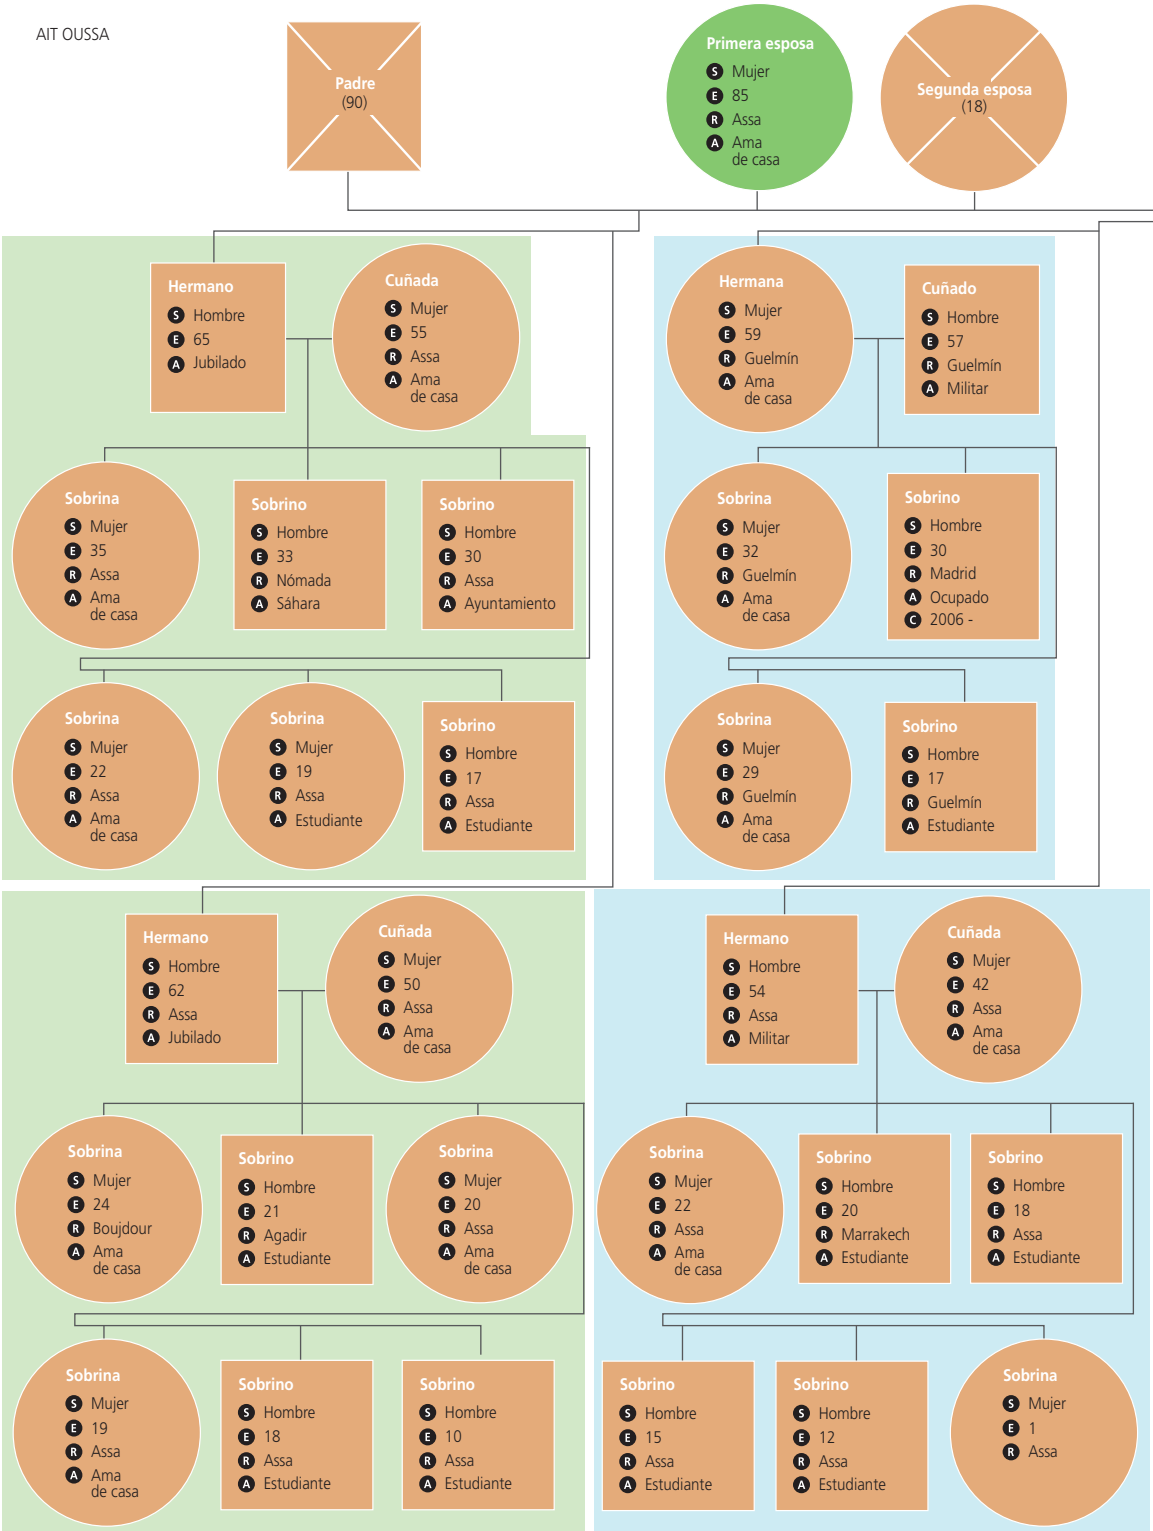 AIT OUSSA
Padre
(90)
Primera esposa
S Mujer
E 85
R Assa
A Ama
de casa
Segunda esposa
(18)
Hermano
S Hombre
E 65
A Jubilado
Cuñada
S Mujer
E 55
R Assa
A Ama
de casa
Hermana
S Mujer
E 59
R Guelmín
A Ama
de casa
Cuñado
S Hombre
E 57
R Guelmín
A Militar
Sobrina
S Mujer
E 35
R Assa
A Ama
de casa
Sobrino
S Hombre
E 33
R Nómada
A Sáhara
Sobrino
S Hombre
E 30
R Assa
A Ayuntamiento
Sobrina
S Mujer
E 32
R Guelmín
A Ama
de casa
Sobrino
S Hombre
E 30
R Madrid
A Ocupado
C 2006 -
Sobrina
S Mujer
E 22
R Assa
A Ama
de casa
Sobrina
S Mujer
E 19
R Assa
A Estudiante
Sobrino
S Hombre
E 17
R Assa
A Estudiante
Sobrina
S Mujer
E 29
R Guelmín
A Ama
de casa
Sobrino
S Hombre
E 17
R Guelmín
A Estudiante
Hermano
S Hombre
E 62
R Assa
A Jubilado
Cuñada
S Mujer
E 50
R Assa
A Ama
de casa
Hermano
S Hombre
E 54
R Assa
A Militar
Cuñada
S Mujer
E 42
R Assa
A Ama
de casa
Sobrina
S Mujer
E 24
R Boujdour
A Ama
de casa
Sobrino
S Hombre
E 21
R Agadir
A Estudiante
Sobrina
S Mujer
E 20
R Assa
A Ama
de casa
Sobrina
S Mujer
E 22
R Assa
A Ama
de casa
Sobrino
S Hombre
E 20
R Marrakech
A Estudiante
Sobrino
S Hombre
E 18
R Assa
A Estudiante
Sobrina
S Mujer
E 19
R Assa
A Ama
de casa
Sobrino
S Hombre
E 18
R Assa
A Estudiante
Sobrino
S Hombre
E 10
R Assa
A Estudiante
Sobrino
S Hombre
E 15
R Assa
A Estudiante
Sobrino
S Hombre
E 12
R Assa
A Estudiante
Sobrina
S Mujer
E 1
R Assa